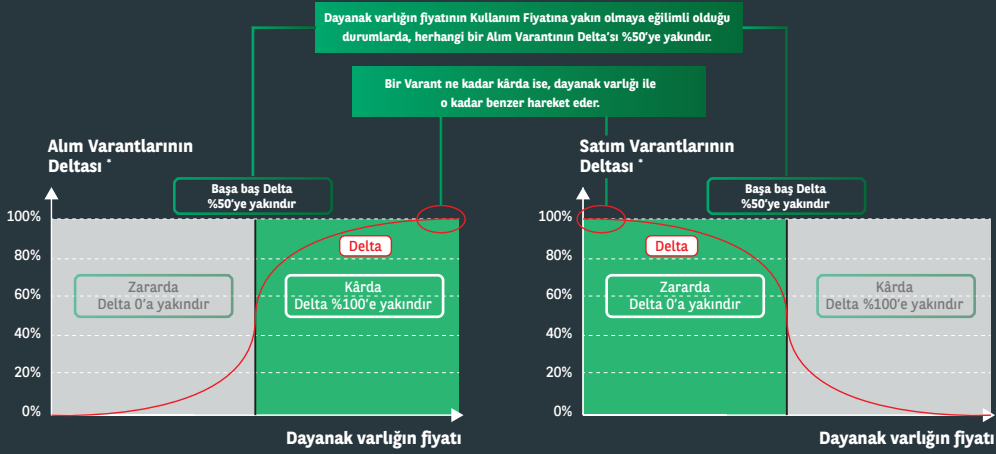 Dayanak varlığın fiyatının Kullanım Fiyatına yakın olmaya eğilimli olduğu
durumlarda, herhangi bir Alım Varantının Delta'sı %50'ye yakındır.
Bir Varant ne kadar kârda ise, dayanak varlığı ile
o kadar benzer hareket eder.
Alım Varantlarının
Deltası *
Başa baş Delta
%50'ye yakındır
100%
80%
60%
40%
20%
0%
Delta
Zararda
Delta 0'a yakındır
Kârda
Delta %100'e yakındır
Dayanak varlığın fiyatı
Satım Varantlarının
Deltası *
Başa baş Delta
%50'ye yakındır
100%
80%
60%
40%
20%
0%
Delta
Zararda
Delta 0'a yakındır
Kârda
Delta %100'e yakındır
Dayanak varlığın fiyatı